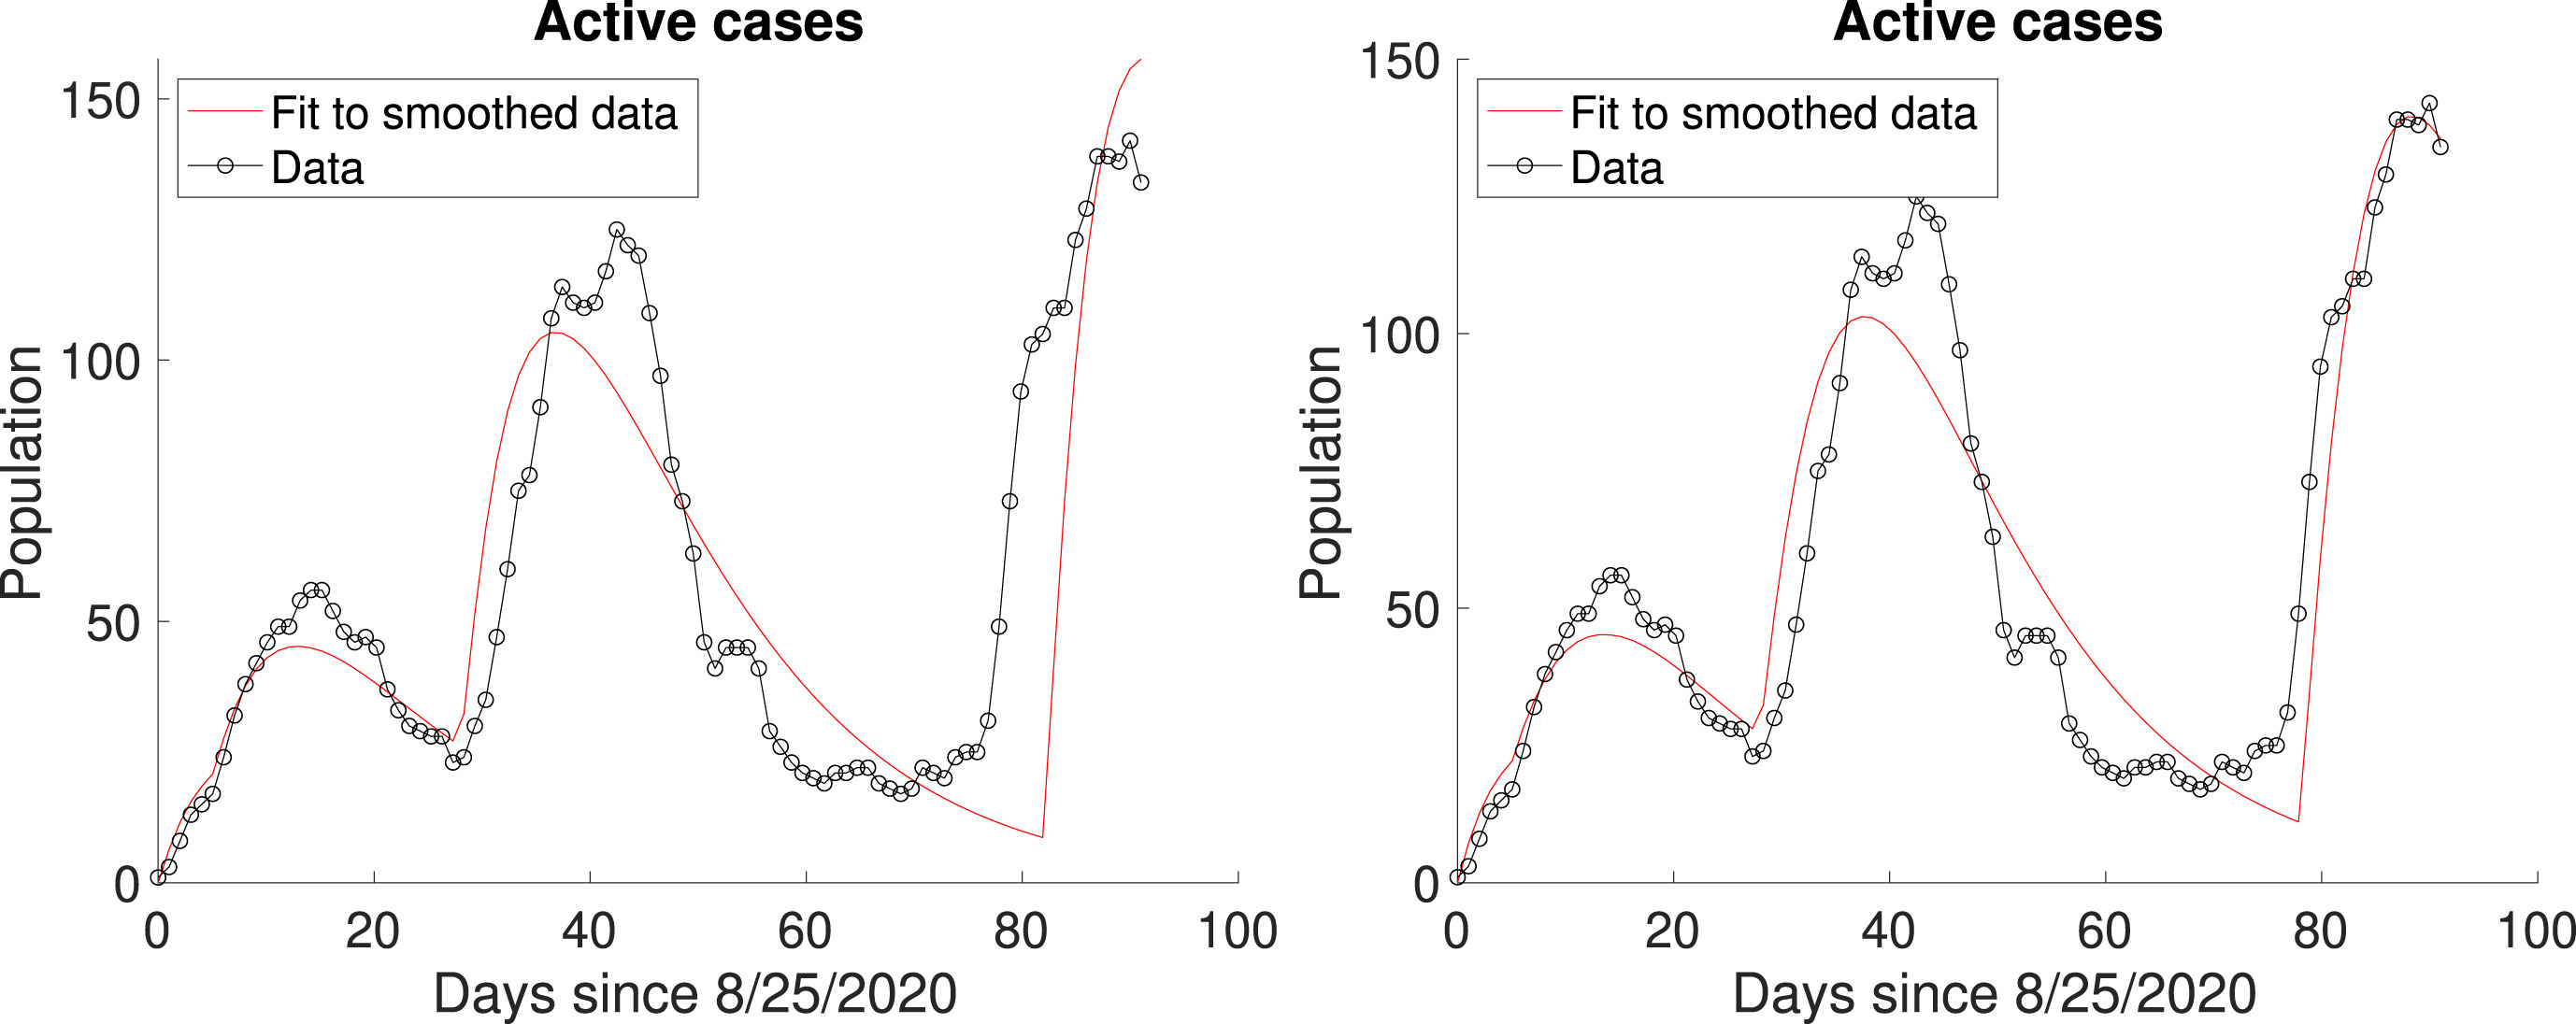 Active cases
150
100
50
0
Population
Fit to smoothed data
Data
0 20 40 60 80 100
Days since 8/25/2020
Active cases
150
100
50
0
Population
Fit to smoothed data
Data
0 20 40 60 80 100
Days since 8/25/2020